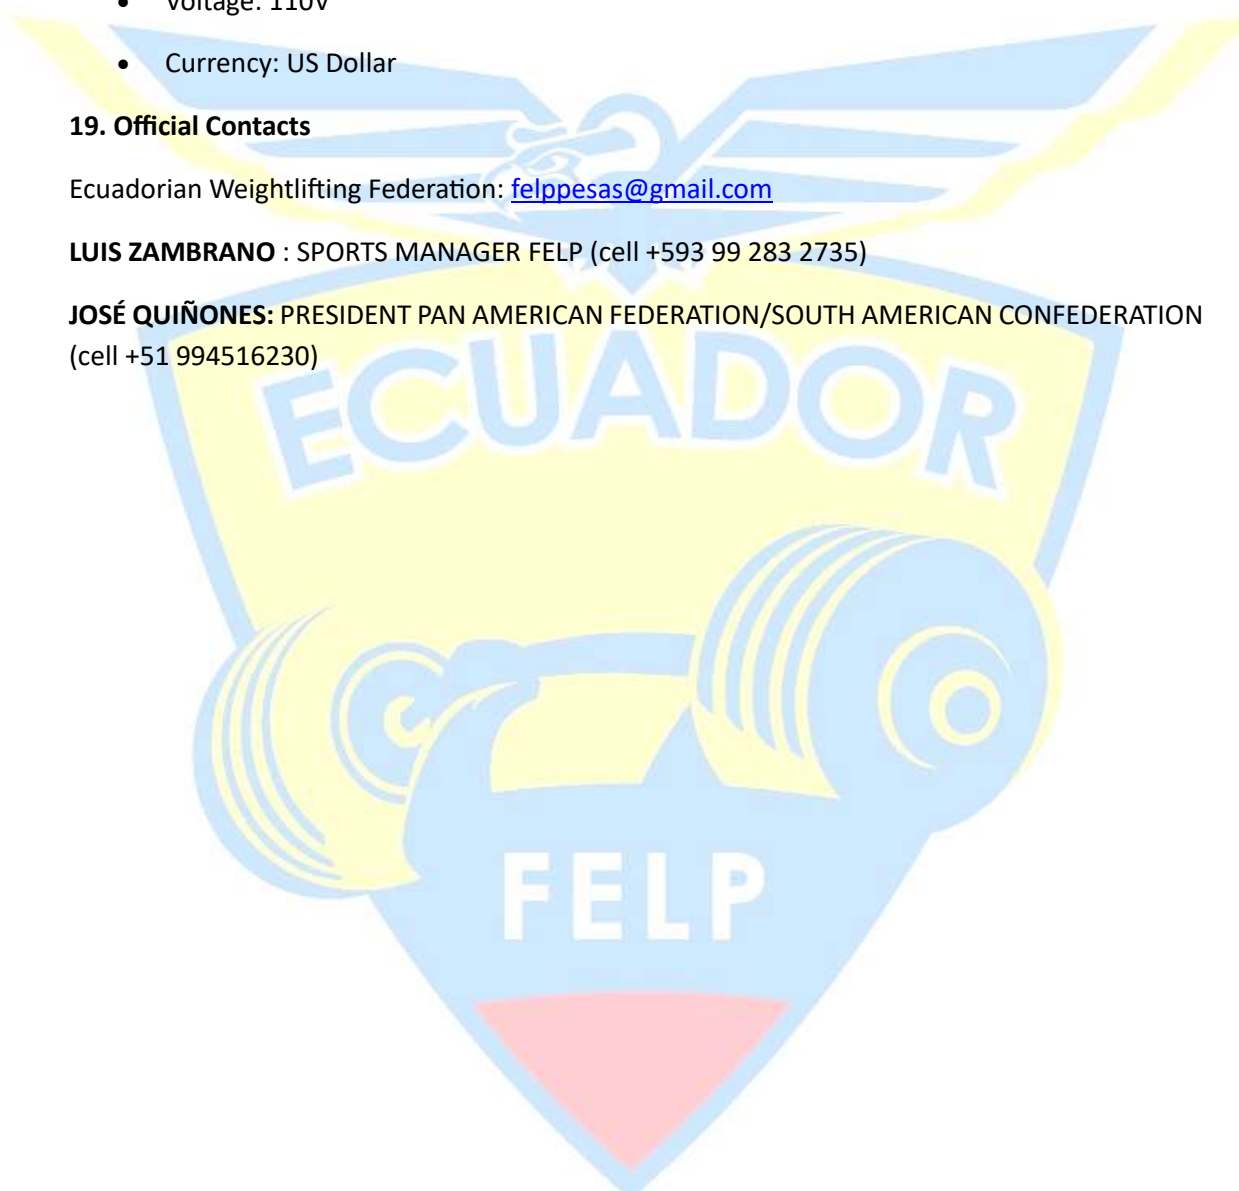 • Voltage: 110V
• Currency: US Dollar
19. Official Contacts
Ecuadorian Weightlifting Federation: felppesas@gmail.com
LUIS ZAMBRANO : SPORTS MANAGER FELP (cell +593 99 283 2735)
JOSÉ QUIÑONES: PRESIDENT PAN AMERICAN FEDERATION/SOUTH AMERICAN CONFEDERATION
(cell +51 994516230)
ECUADOR
FELP